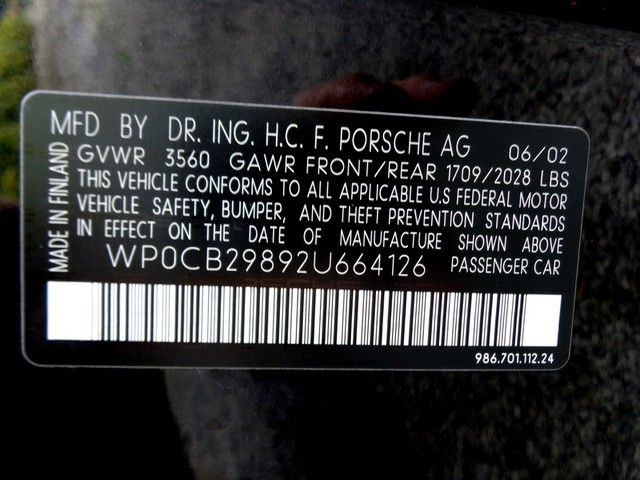 MFD BY DR. ING. H.C. F. PORSCHE AG 06/02
GVWR 3560 GAWR FRONT/REAR 1709/2028 LBS
THIS VEHICLE CONFORMS TO ALL APPLICABLE U.S FEDERAL MOTOR
VEHICLE SAFETY, BUMPER, AND THEFT PREVENTION STANDARDS
IN EFFECT ON THE DATE OF MANUFACTURE SHOWN ABOVE
WP0CB29892U664126 PASSENGER CAR
MADE IN FINLAND
986.701.112.24